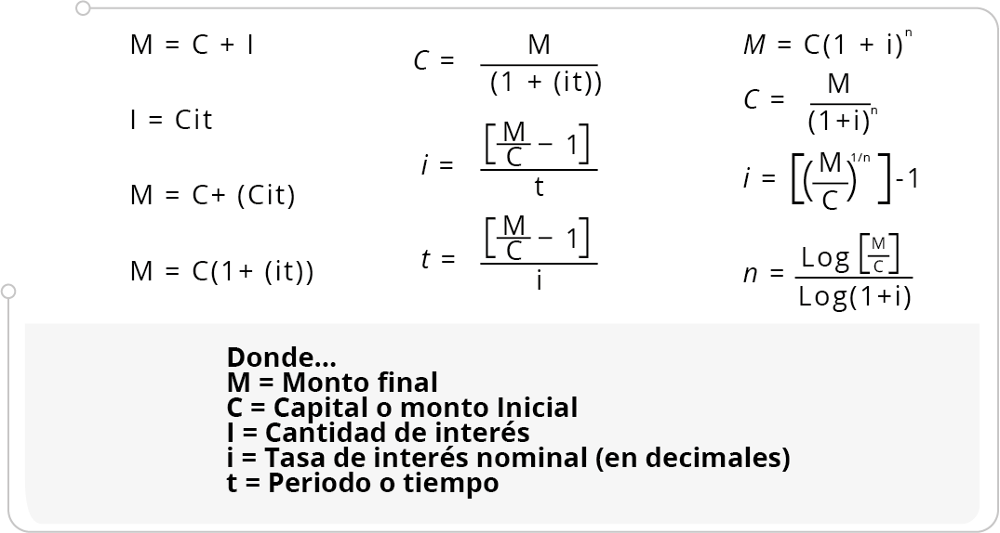 M = C + I
I = Cit
M = C+ (Cit)
M = C(1+ (it))
C = M / (1 + (it))
i = [M/C − 1] / t
t = [M/C − 1] / i
M = C(1 + i)^n
C = M / (1+i)^n
i = [(M/C)^1/n]-1
n = Log [M/C] / Log(1+i)
Donde...
M = Monto final
C = Capital o monto Inicial
I = Cantidad de interés
i = Tasa de interés nominal (en decimales)
t = Periodo o tiempo